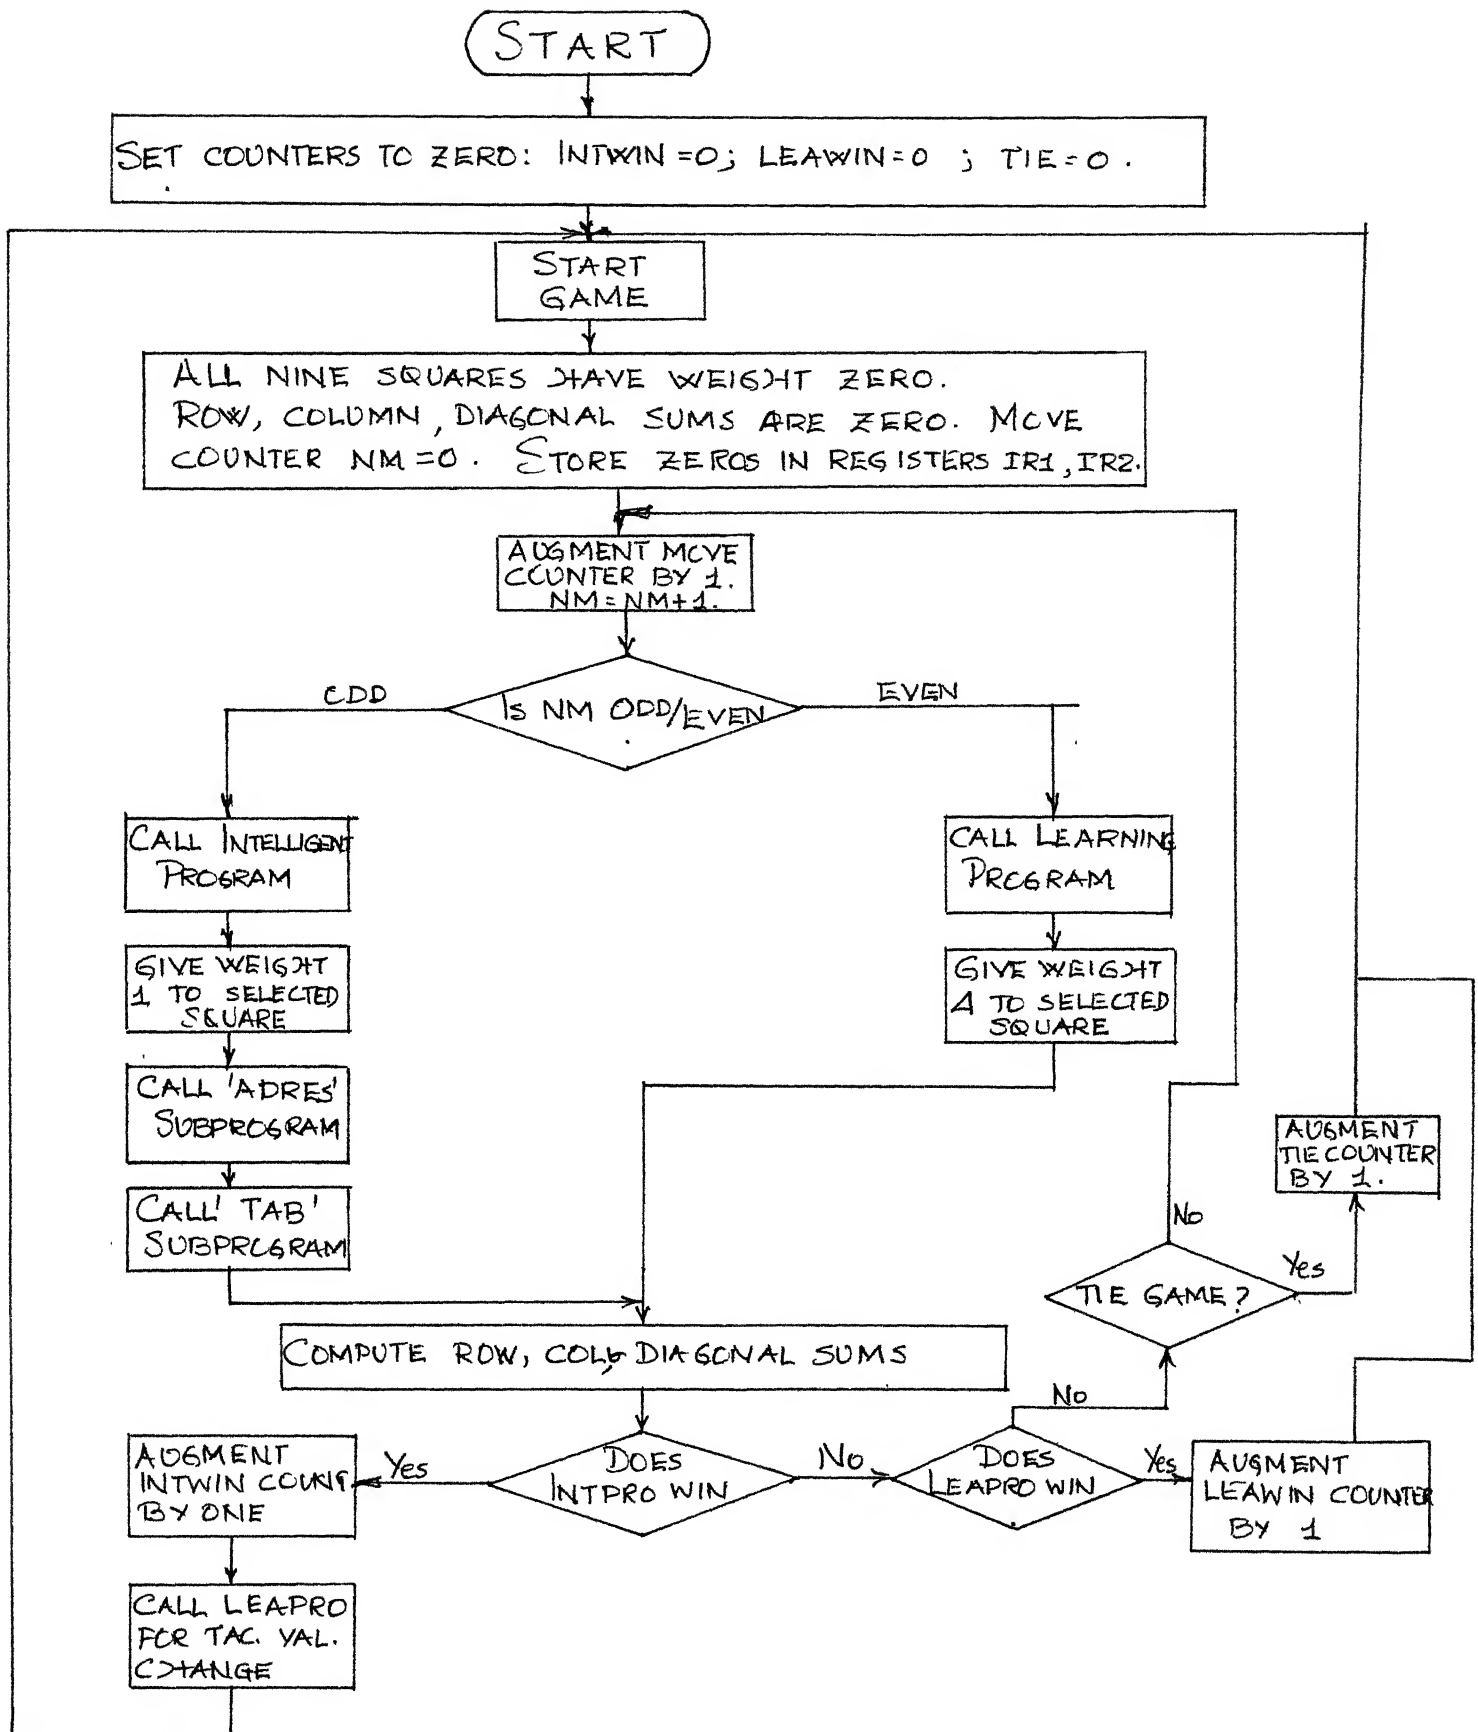 START
SET COUNTERS TO ZERO: INTWIN=0; LEAWIN=0 ; TIE=0.
START
GAME
ALL NINE SQUARES HAVE WEIGHT ZERO.
ROW, COLUMN, DIAGONAL SUMS ARE ZERO. MOVE
COUNTER NM=0. STORE ZEROS IN REGISTERS IR1, IR2.
AUGMENT MOVE
COUNTER BY 1.
NM=NM+1.
IS NM ODD/EVEN
ODD
EVEN
CALL INTELLIGENT
PROGRAM
GIVE WEIGHT
1 TO SELECTED
SQUARE
CALL 'ADRES'
SUBPROGRAM
CALL 'TAB'
SUBPROGRAM
CALL LEARNING
PROGRAM
GIVE WEIGHT
4 TO SELECTED
SQUARE
AUGMENT
TIE COUNTER
BY 1.
No
Yes
TIE GAME?
COMPUTE ROW, COL, DIAGONAL SUMS
No
DOES
INTPRO WIN
Yes
No
DOES
LEAPRO WIN
Yes
AUGMENT
INTWIN COUNT.
BY ONE
AUGMENT
LEAWIN COUNTER
BY 1
CALL LEAPRO
FOR TAC. VAL.
CHANGE